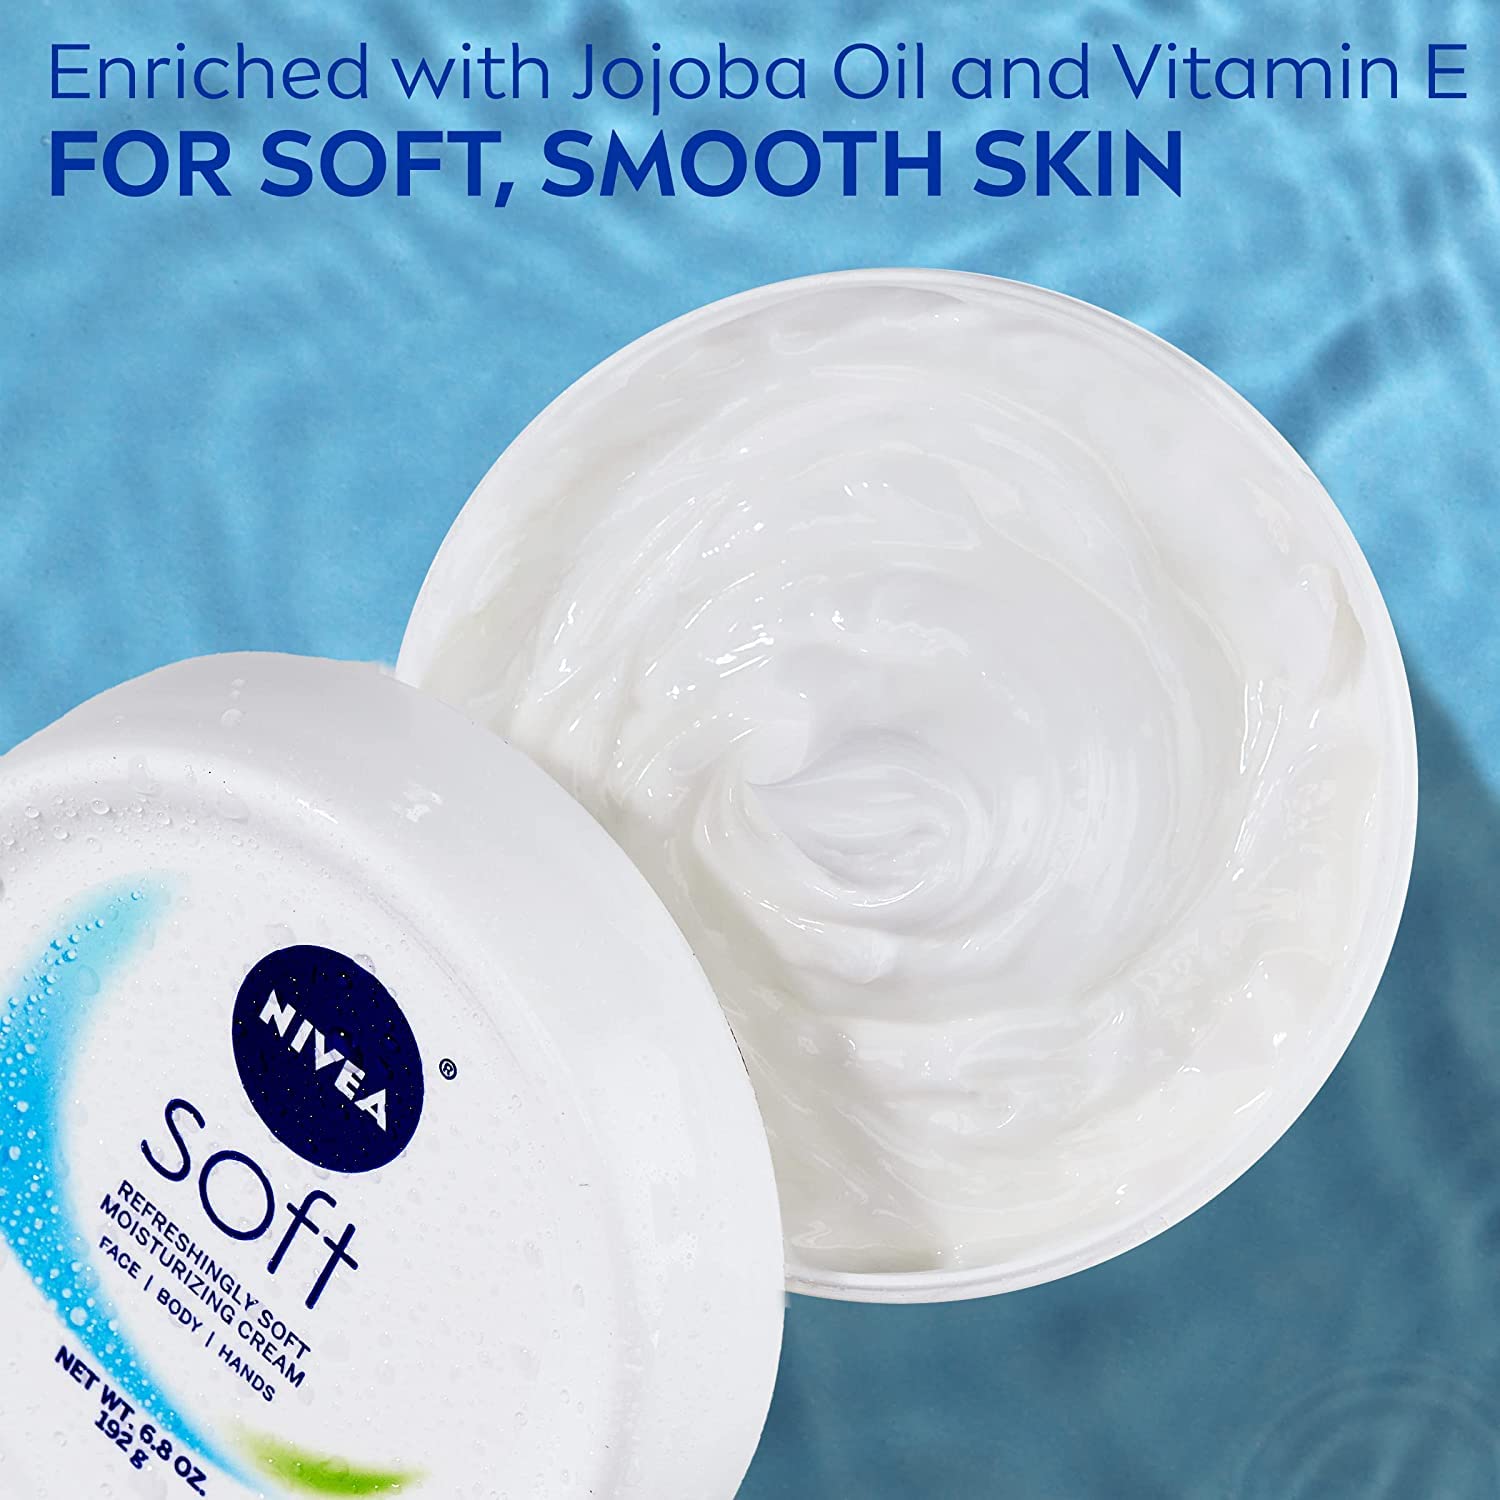 Enriched with Jojoba Oil and Vitamin E
FOR SOFT, SMOOTH SKIN
NIVEA
®
soft
REFRESHINGLY SOFT
MOISTURIZING CREAM
FACE | BODY | HANDS
NET WT. 6.8 OZ.
192 g